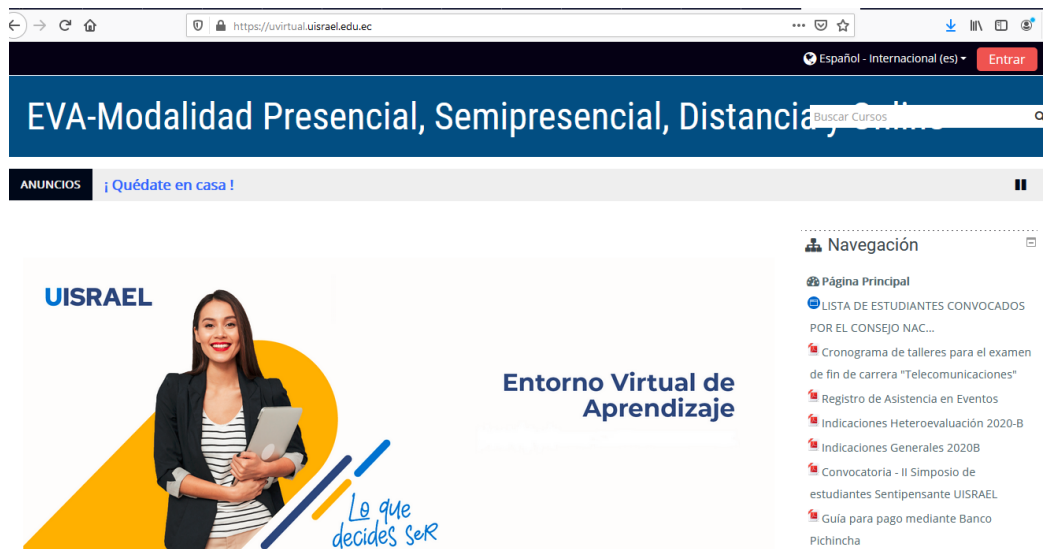 https://uvirtual.uisrael.edu.ec
Español - Internacional (es)
Entrar
EVA-Modalidad Presencial, Semipresencial, Distancia y Online
Buscar Cursos
ANUNCIOS
¡ Quédate en casa !
Navegación
Página Principal
LISTA DE ESTUDIANTES CONVOCADOS
POR EL CONSEJO NAC...
Cronograma de talleres para el examen
de fin de carrera "Telecomunicaciones"
Registro de Asistencia en Eventos
Indicaciones Heteroevaluación 2020-B
Indicaciones Generales 2020B
Convocatoria - II Simposio de
estudiantes Sentipensante UISRAEL
Guía para pago mediante Banco
Pichincha
UISRAEL
Entorno Virtual de
Aprendizaje
Lo que
decides SeR